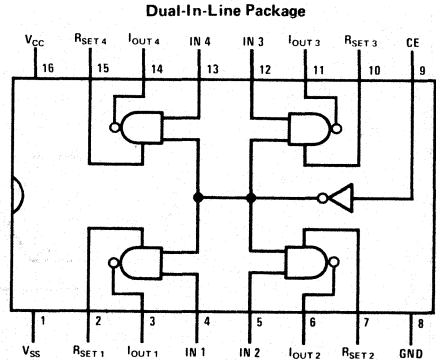 Dual-In-Line Package
VCC RSET 4 IOUT 4 IN 4 IN 3 IOUT 3 RSET 3 CE
16 15 14 13 12 11 10 9
1 2 3 4 5 6 7 8
VSS RSET 1 IOUT 1 IN 1 IN 2 IOUT 2 RSET 2 GND